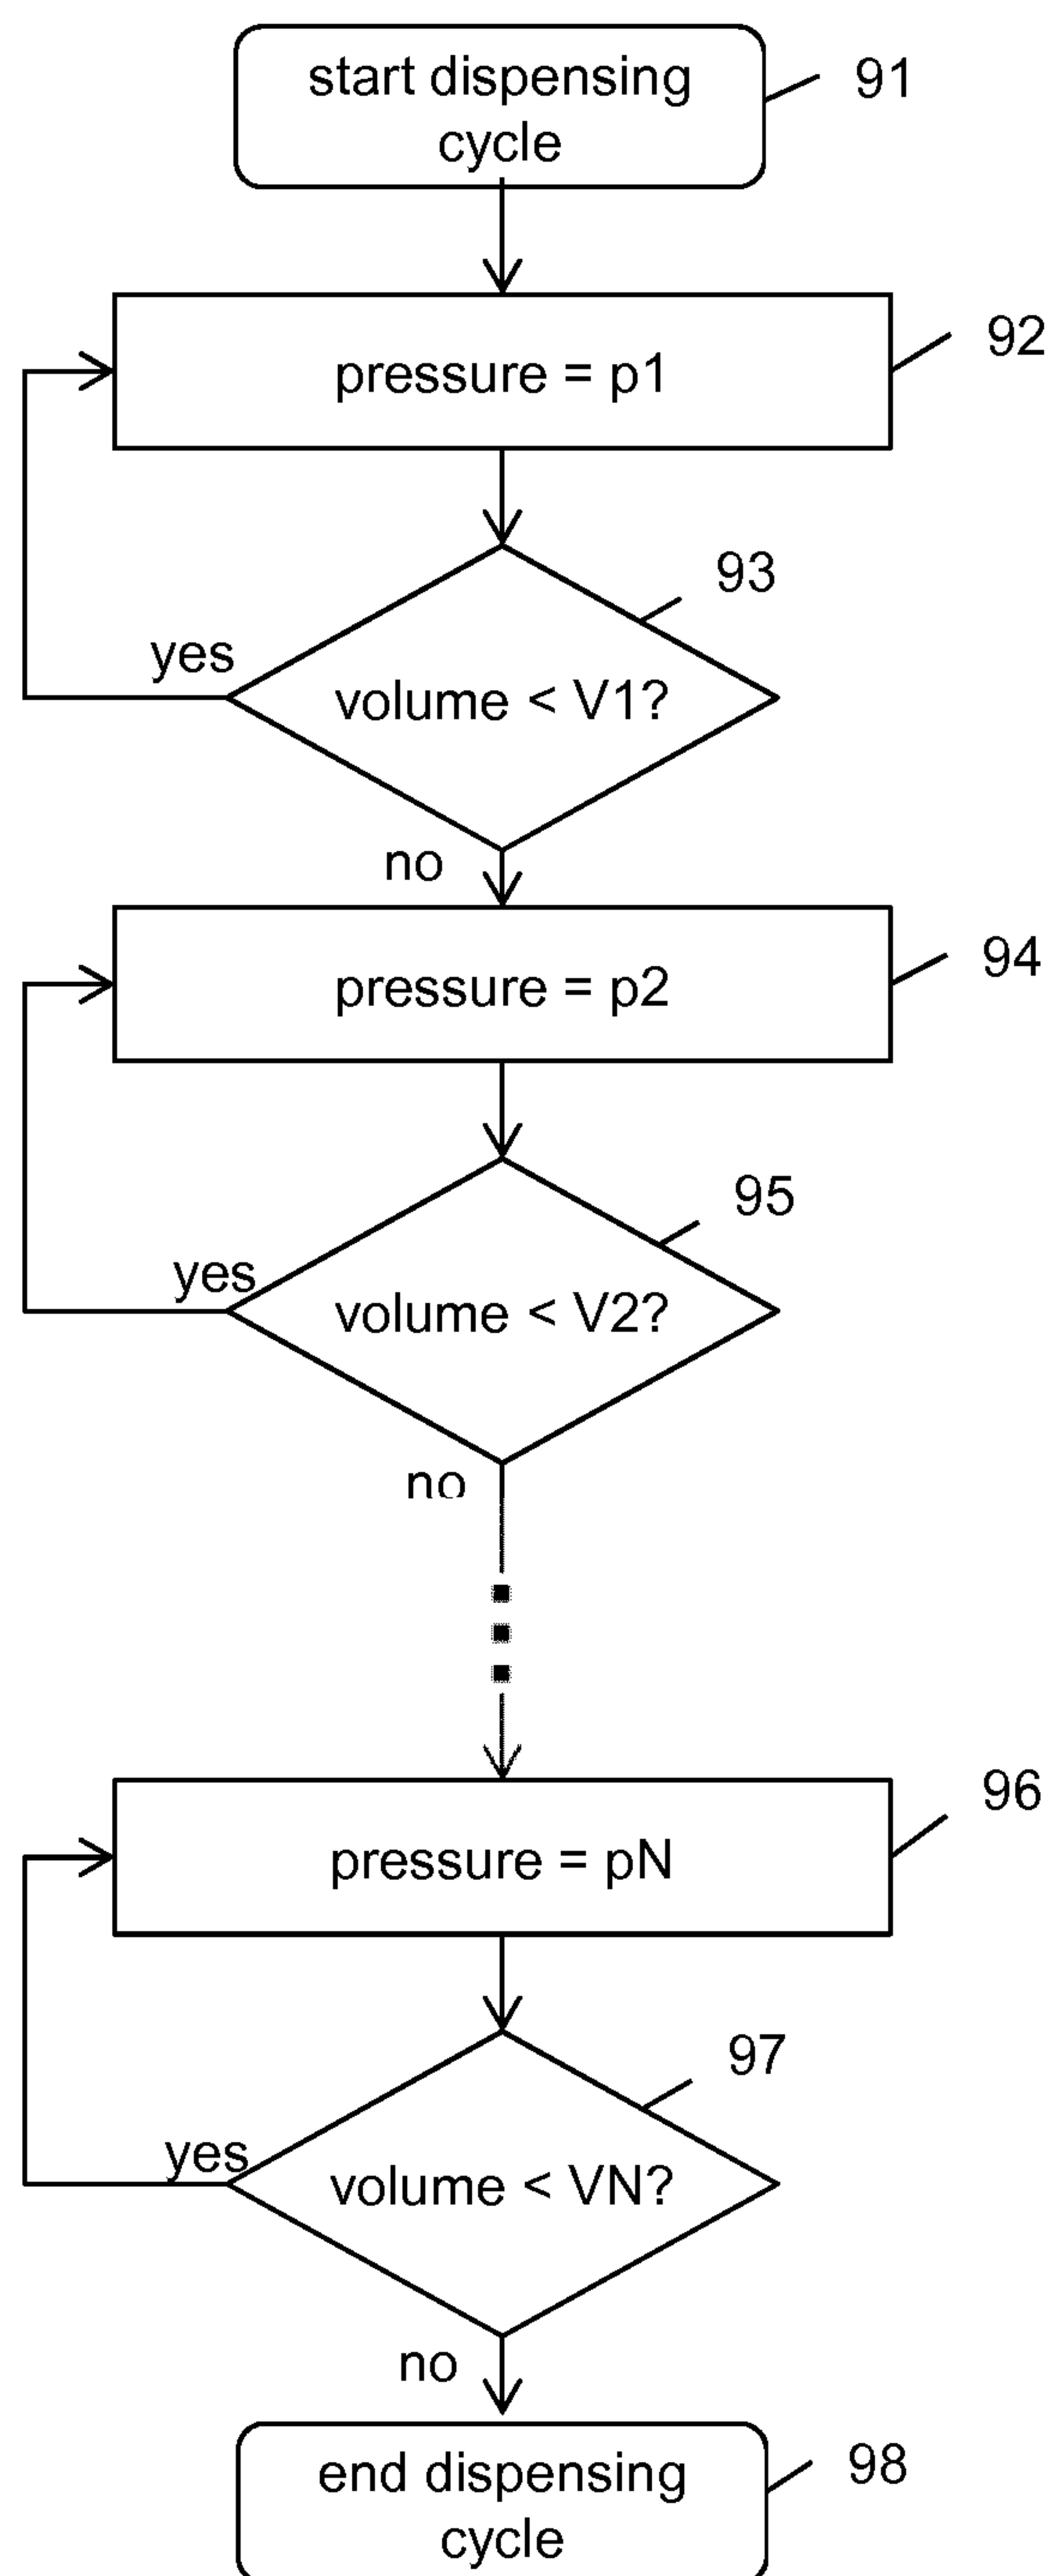 start dispensing
cycle
91
pressure = p1
92
93
yes
volume < V1?
no
pressure = p2
94
95
yes
volume < V2?
no
pressure = pN
96
97
yes
volume < VN?
no
end dispensing
cycle
98